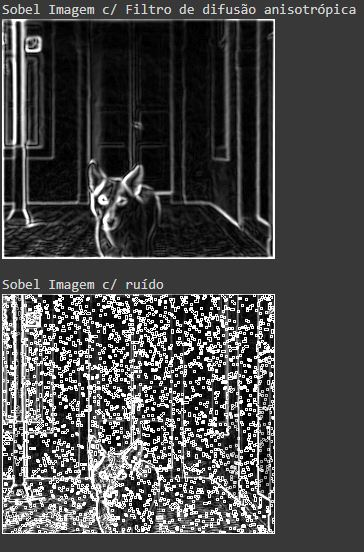 Sobel Imagem c/ Filtro de difusão anisotrópica
Sobel Imagem c/ ruído